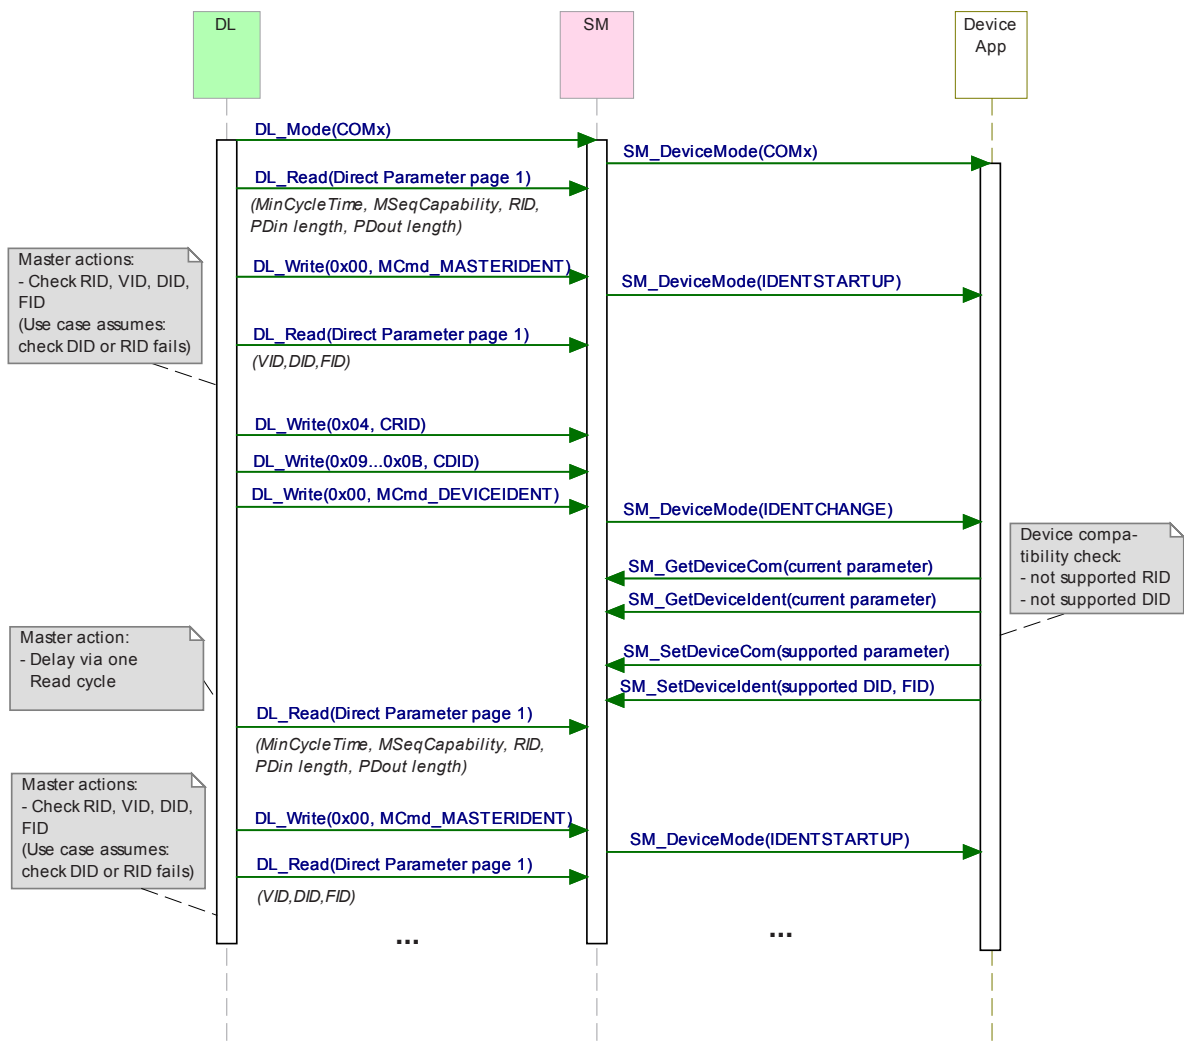 DL
SM
Device
App
DL_Mode(COMx)
SM_DeviceMode(COMx)
DL_Read(Direct Parameter page 1)
(MinCycleTime, MSeqCapability, RID,
PDin length, PDout length)
Master actions:
- Check RID, VID, DID,
FID
(Use case assumes:
check DID or RID fails)
DL_Write(0x00, MCmd_MASTERIDENT)
SM_DeviceMode(IDENTSTARTUP)
DL_Read(Direct Parameter page 1)
(VID,DID,FID)
DL_Write(0x04, CRID)
DL_Write(0x09...0x0B, CDID)
DL_Write(0x00, MCmd_DEVICEIDENT)
SM_DeviceMode(IDENTCHANGE)
Device compa-
tibility check:
- not supported RID
- not supported DID
SM_GetDeviceCom(current parameter)
SM_GetDeviceIdent(current parameter)
Master action:
- Delay via one
Read cycle
SM_SetDeviceCom(supported parameter)
SM_SetDeviceIdent(supported DID, FID)
DL_Read(Direct Parameter page 1)
(MinCycleTime, MSeqCapability, RID,
PDin length, PDout length)
Master actions:
- Check RID, VID, DID,
FID
(Use case assumes:
check DID or RID fails)
DL_Write(0x00, MCmd_MASTERIDENT)
SM_DeviceMode(IDENTSTARTUP)
DL_Read(Direct Parameter page 1)
(VID,DID,FID)
...
...